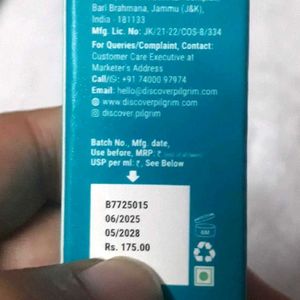 Bari Brahmana, Jammu (J&K),
India - 181133
Mfg. Lic. No: JK/21-22/COS-8/334
For Queries/Complaint, Contact:
Customer Care Executive at
Marketer's Address
Call/: +91 74000 97974
Email: hello@discoverpilgrim.com
www.discoverpilgrim.com
discover.pilgrim
Batch No., Mfg. date,
Use before, MRP: ₹
USP per ml: ₹, See Below
B7725015
06/2025
05/2028
Rs. 175.00